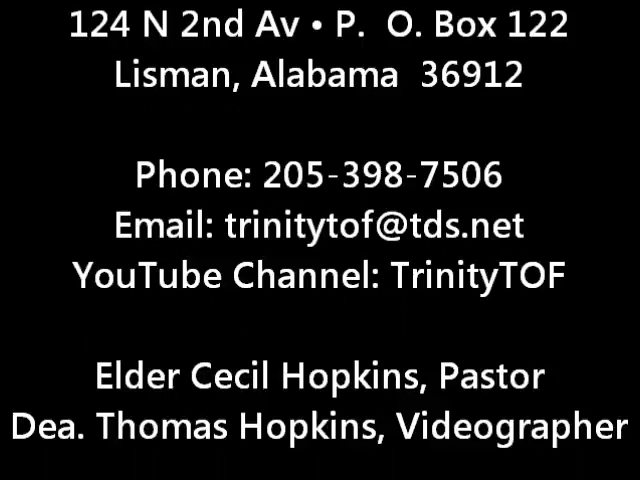 124 N 2nd Av • P.  O. Box 122
Lisman, Alabama  36912
Phone: 205-398-7506
Email: trinitytof@tds.net
YouTube Channel: TrinityTOF
Elder Cecil Hopkins, Pastor
Dea. Thomas Hopkins, Videographer